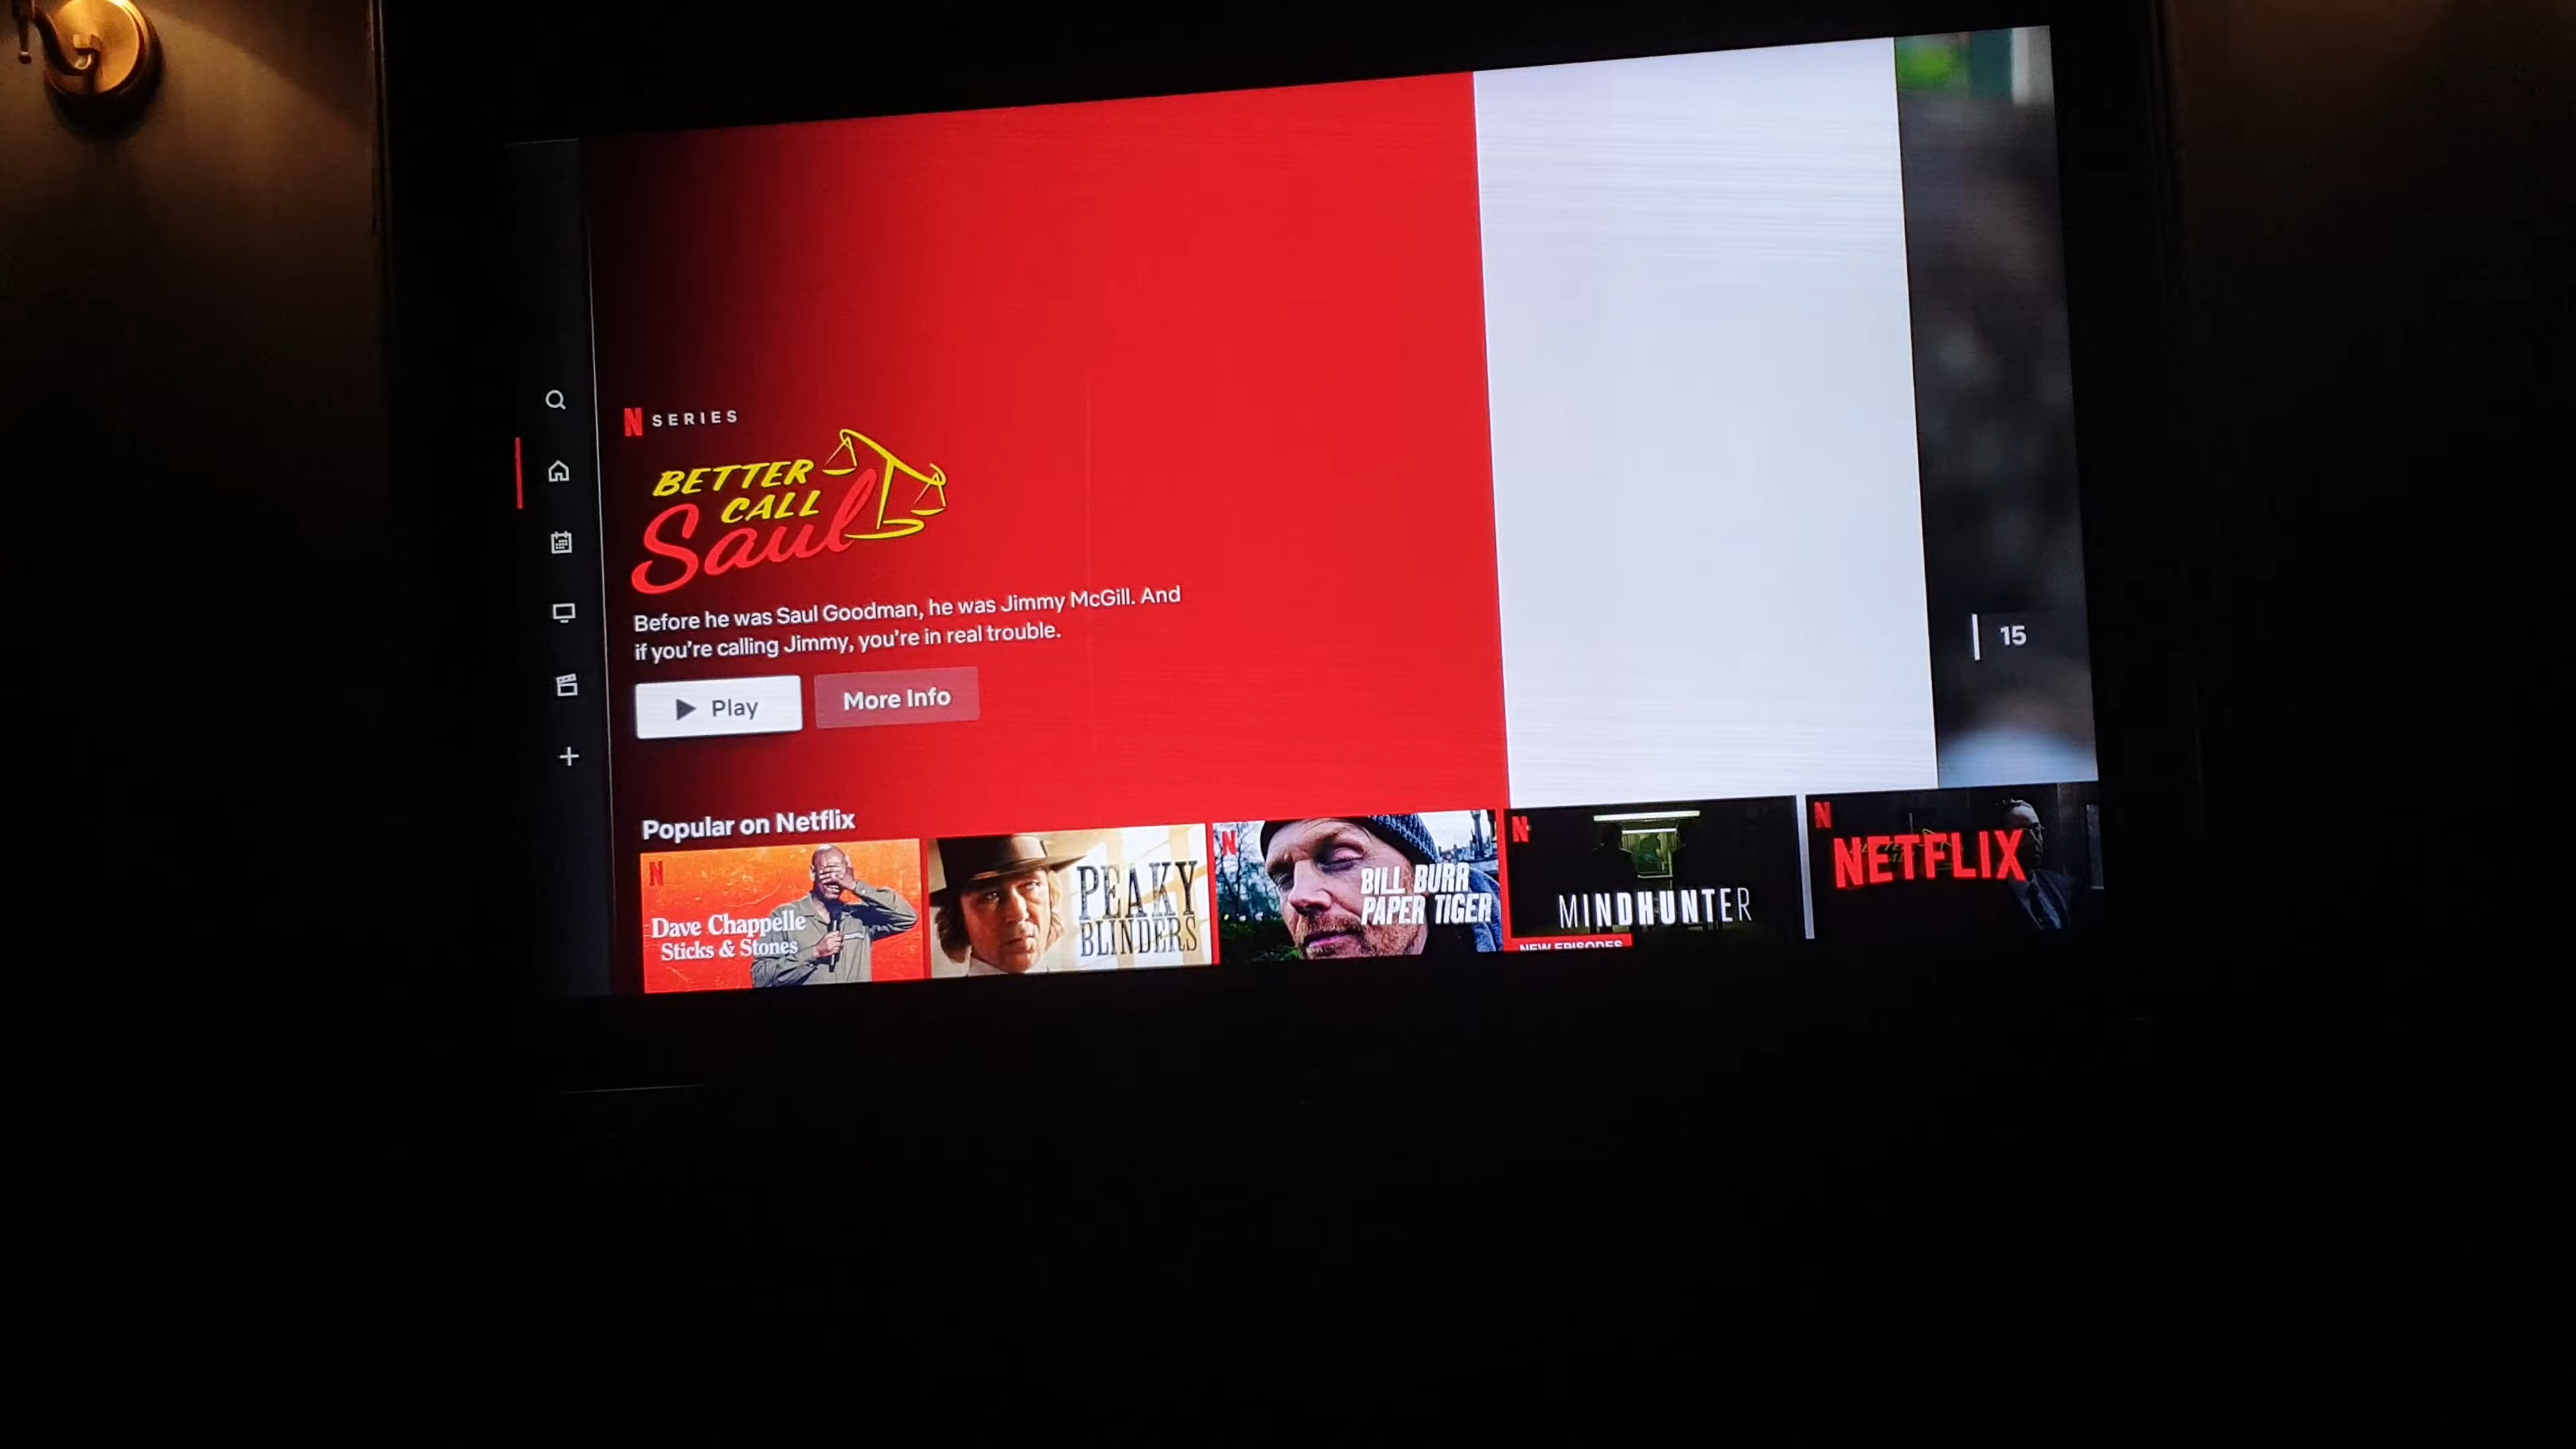 N SERIES
BETTER
CALL
Saul
Before he was Saul Goodman, he was Jimmy McGill. And
if you're calling Jimmy, you're in real trouble.
Play
More Info
15
Popular on Netflix
N
Dave Chappelle
Sticks & Stones
PEAKY
BLINDERS
N
BILL BURR
PAPER TIGER
N
MINDHUNTER
NEW EPISODES
N
NETFLIX